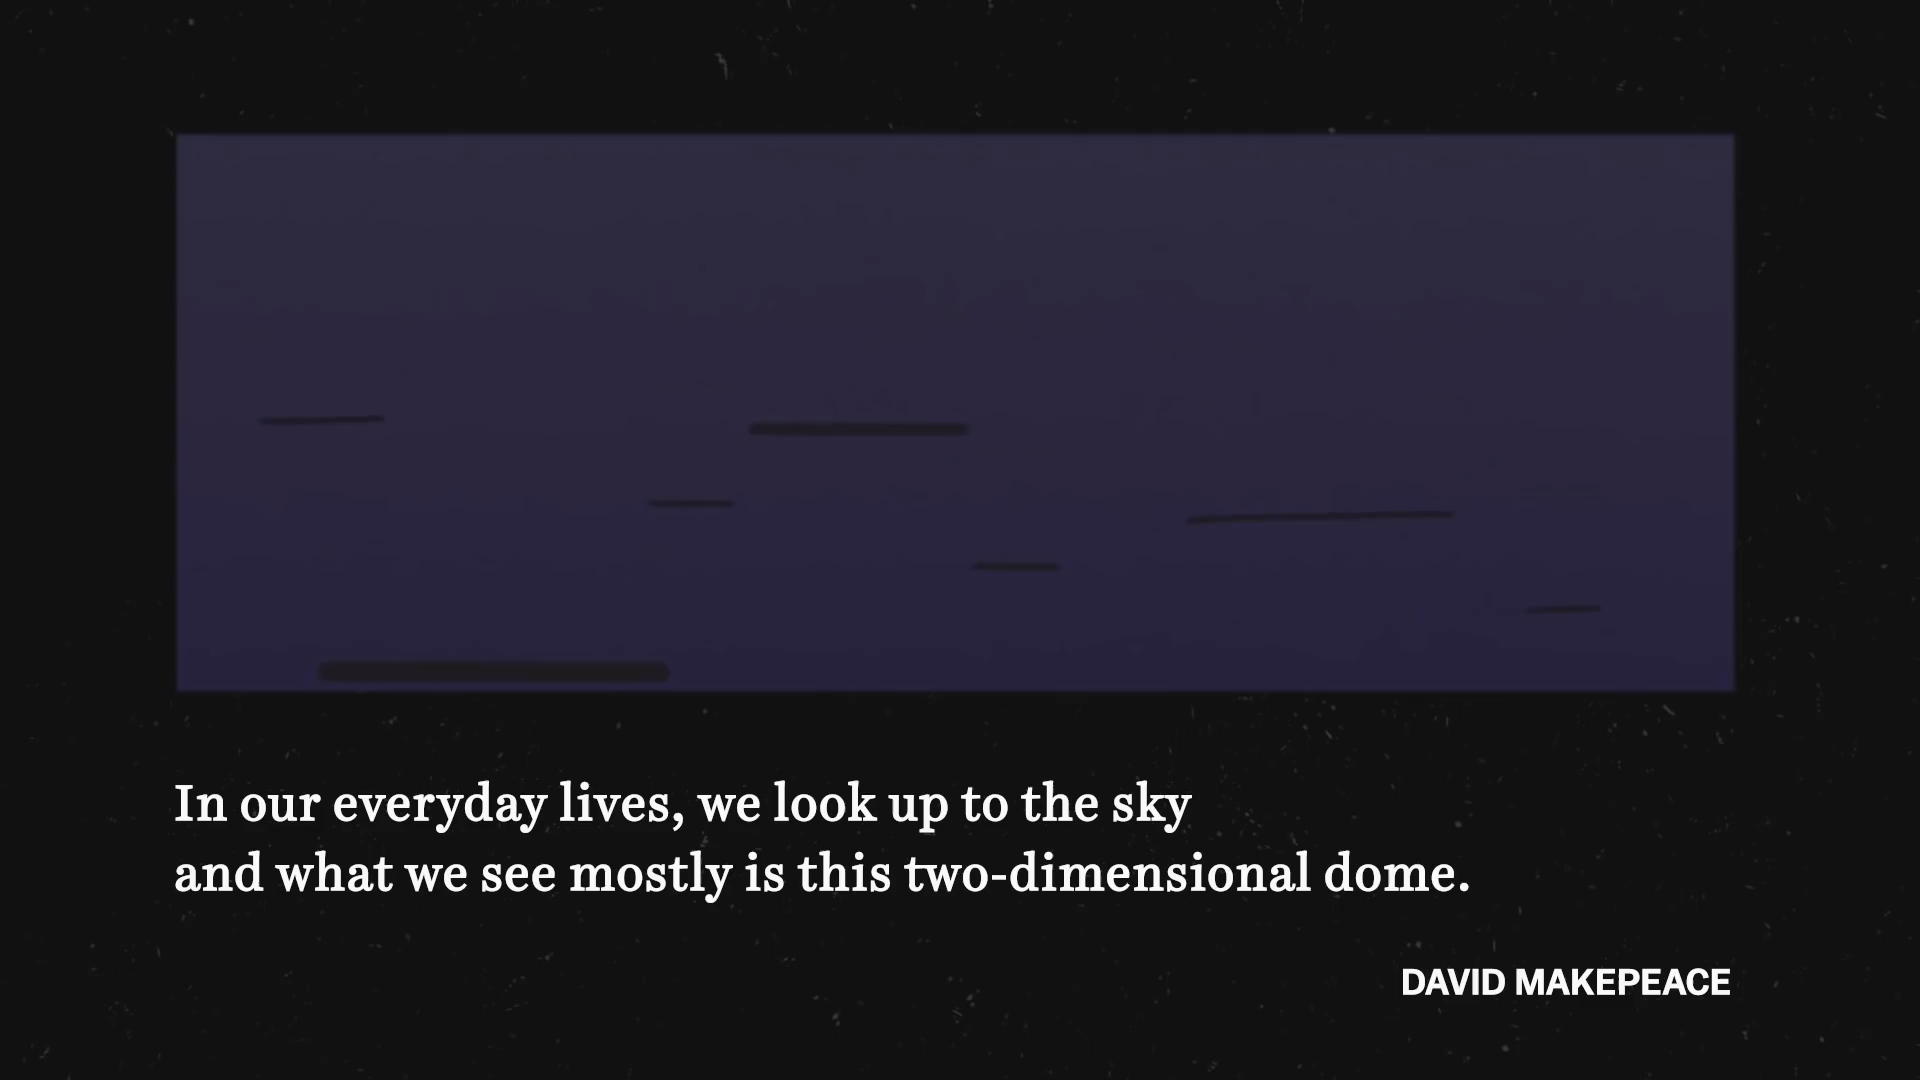 In our everyday lives, we look up to the sky
and what we see mostly is this two-dimensional dome.
DAVID MAKEPEACE